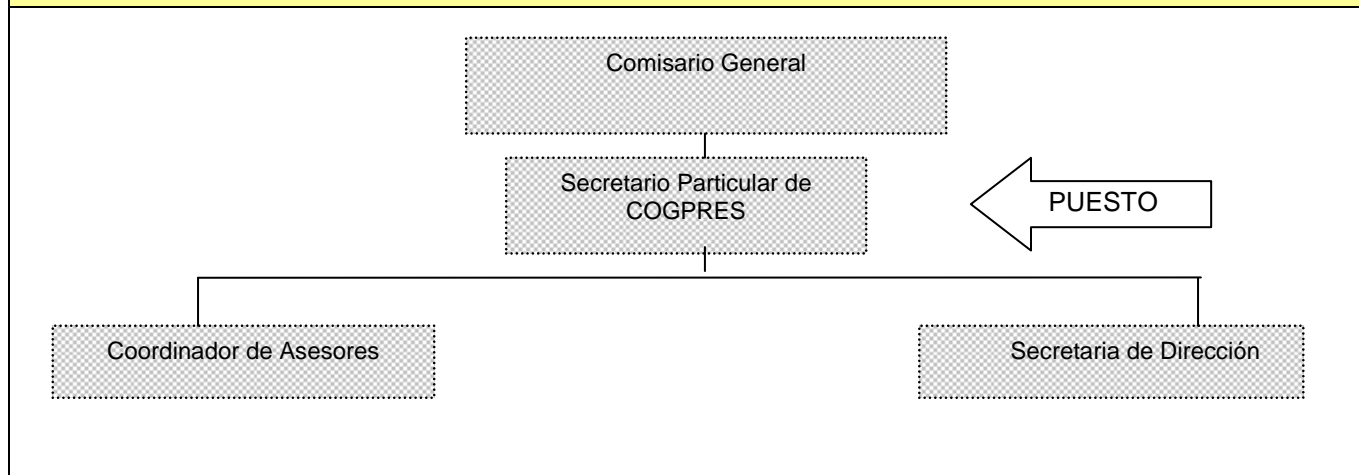 Comisario General
Secretario Particular de
COGPRES
PUESTO
Coordinador de Asesores
Secretaria de Dirección